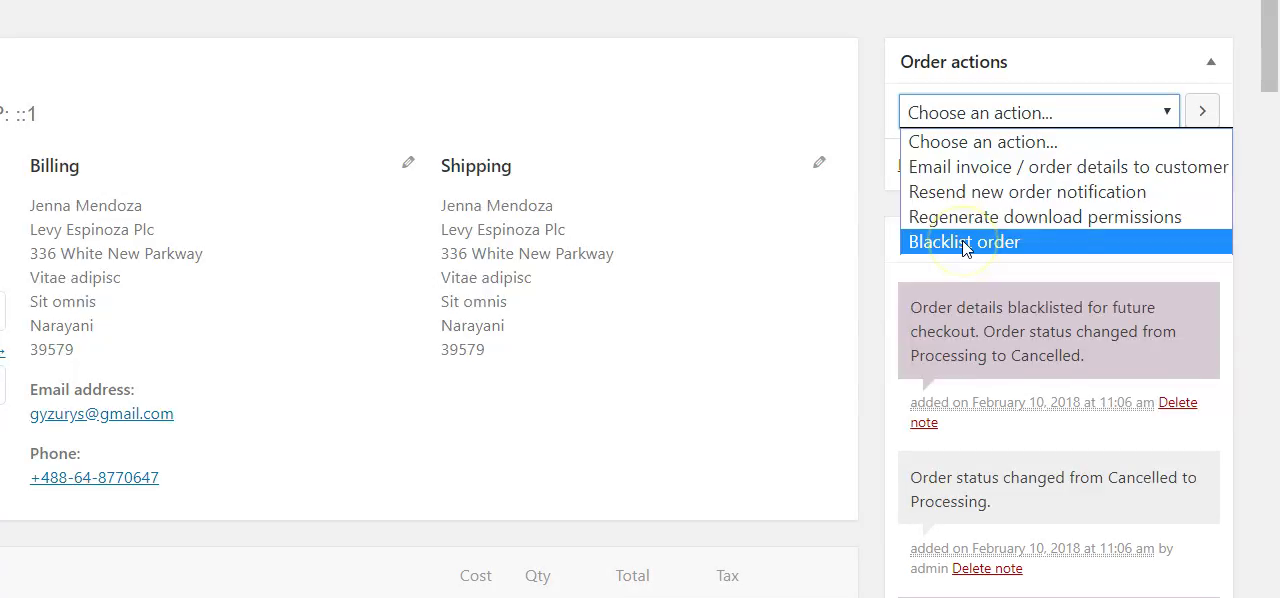 Order actions
P: ::1
Choose an action...
Choose an action...
Email invoice / order details to customer
Resend new order notification
Regenerate download permissions
Blacklist order
Billing
Jenna Mendoza
Levy Espinoza Plc
336 White New Parkway
Vitae adipisc
Sit omnis
Narayani
39579
Email address:
gyzurys@gmail.com
Phone:
+488-64-8770647
Shipping
Jenna Mendoza
Levy Espinoza Plc
336 White New Parkway
Vitae adipisc
Sit omnis
Narayani
39579
Order details blacklisted for future
checkout. Order status changed from
Processing to Cancelled.
added on February 10, 2018 at 11:06 am Delete
note
Order status changed from Cancelled to
Processing.
added on February 10, 2018 at 11:06 am by
admin Delete note
Cost Qty Total Tax